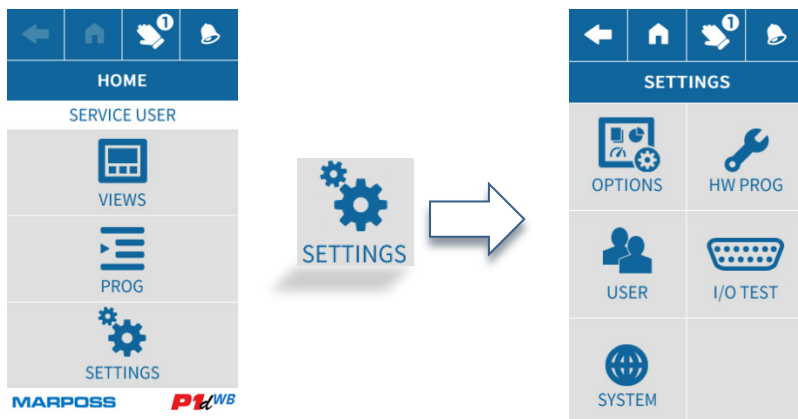 1
HOME
SERVICE USER
VIEWS
PROG
SETTINGS
MARPOSS P1dWB
SETTINGS
1
SETTINGS
OPTIONS HW PROG
USER I/O TEST
SYSTEM